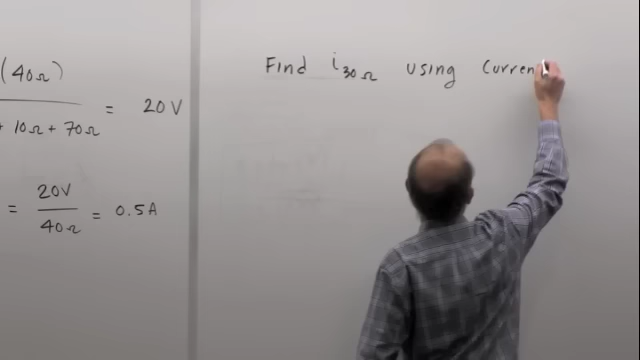 (40Ω)
+ 10Ω + 70Ω
= 20V
= 20V
40Ω
= 0.5A
Find i30Ω using Curren